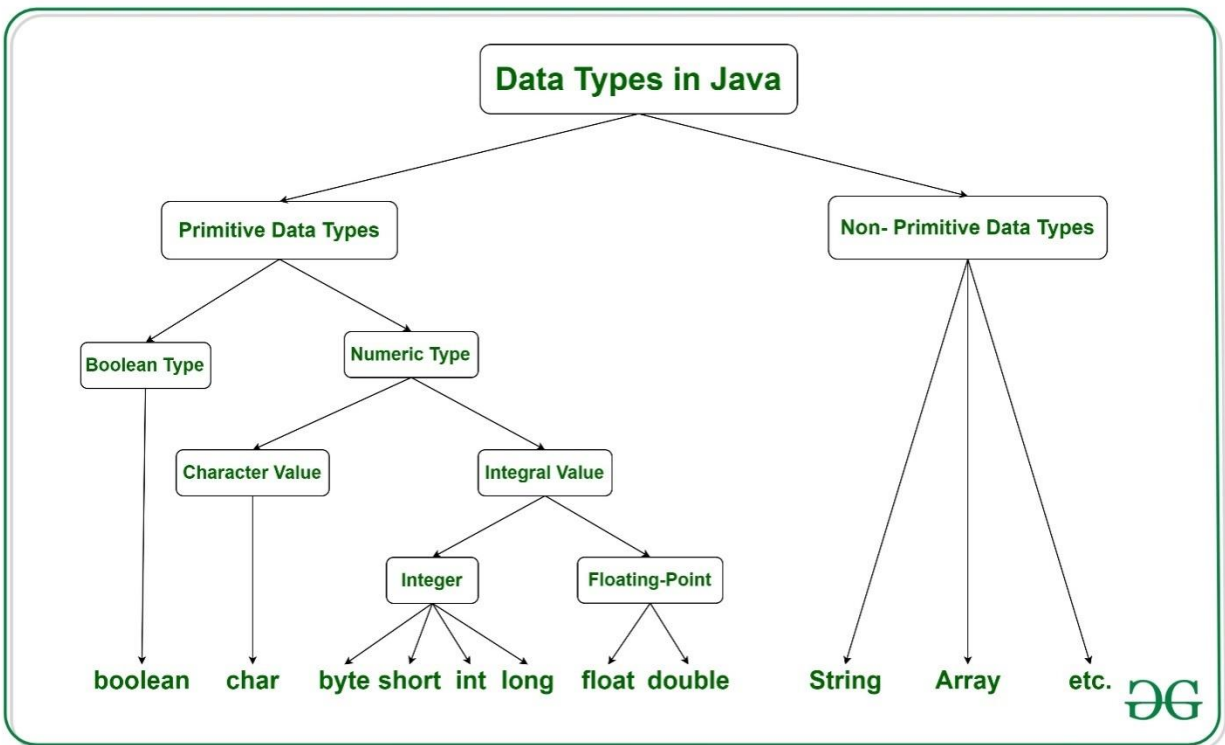 Data Types in Java
Primitive Data Types
Non- Primitive Data Types
Boolean Type
Numeric Type
Character Value
Integral Value
Integer
Floating-Point
boolean char byte short int long float double String Array etc.